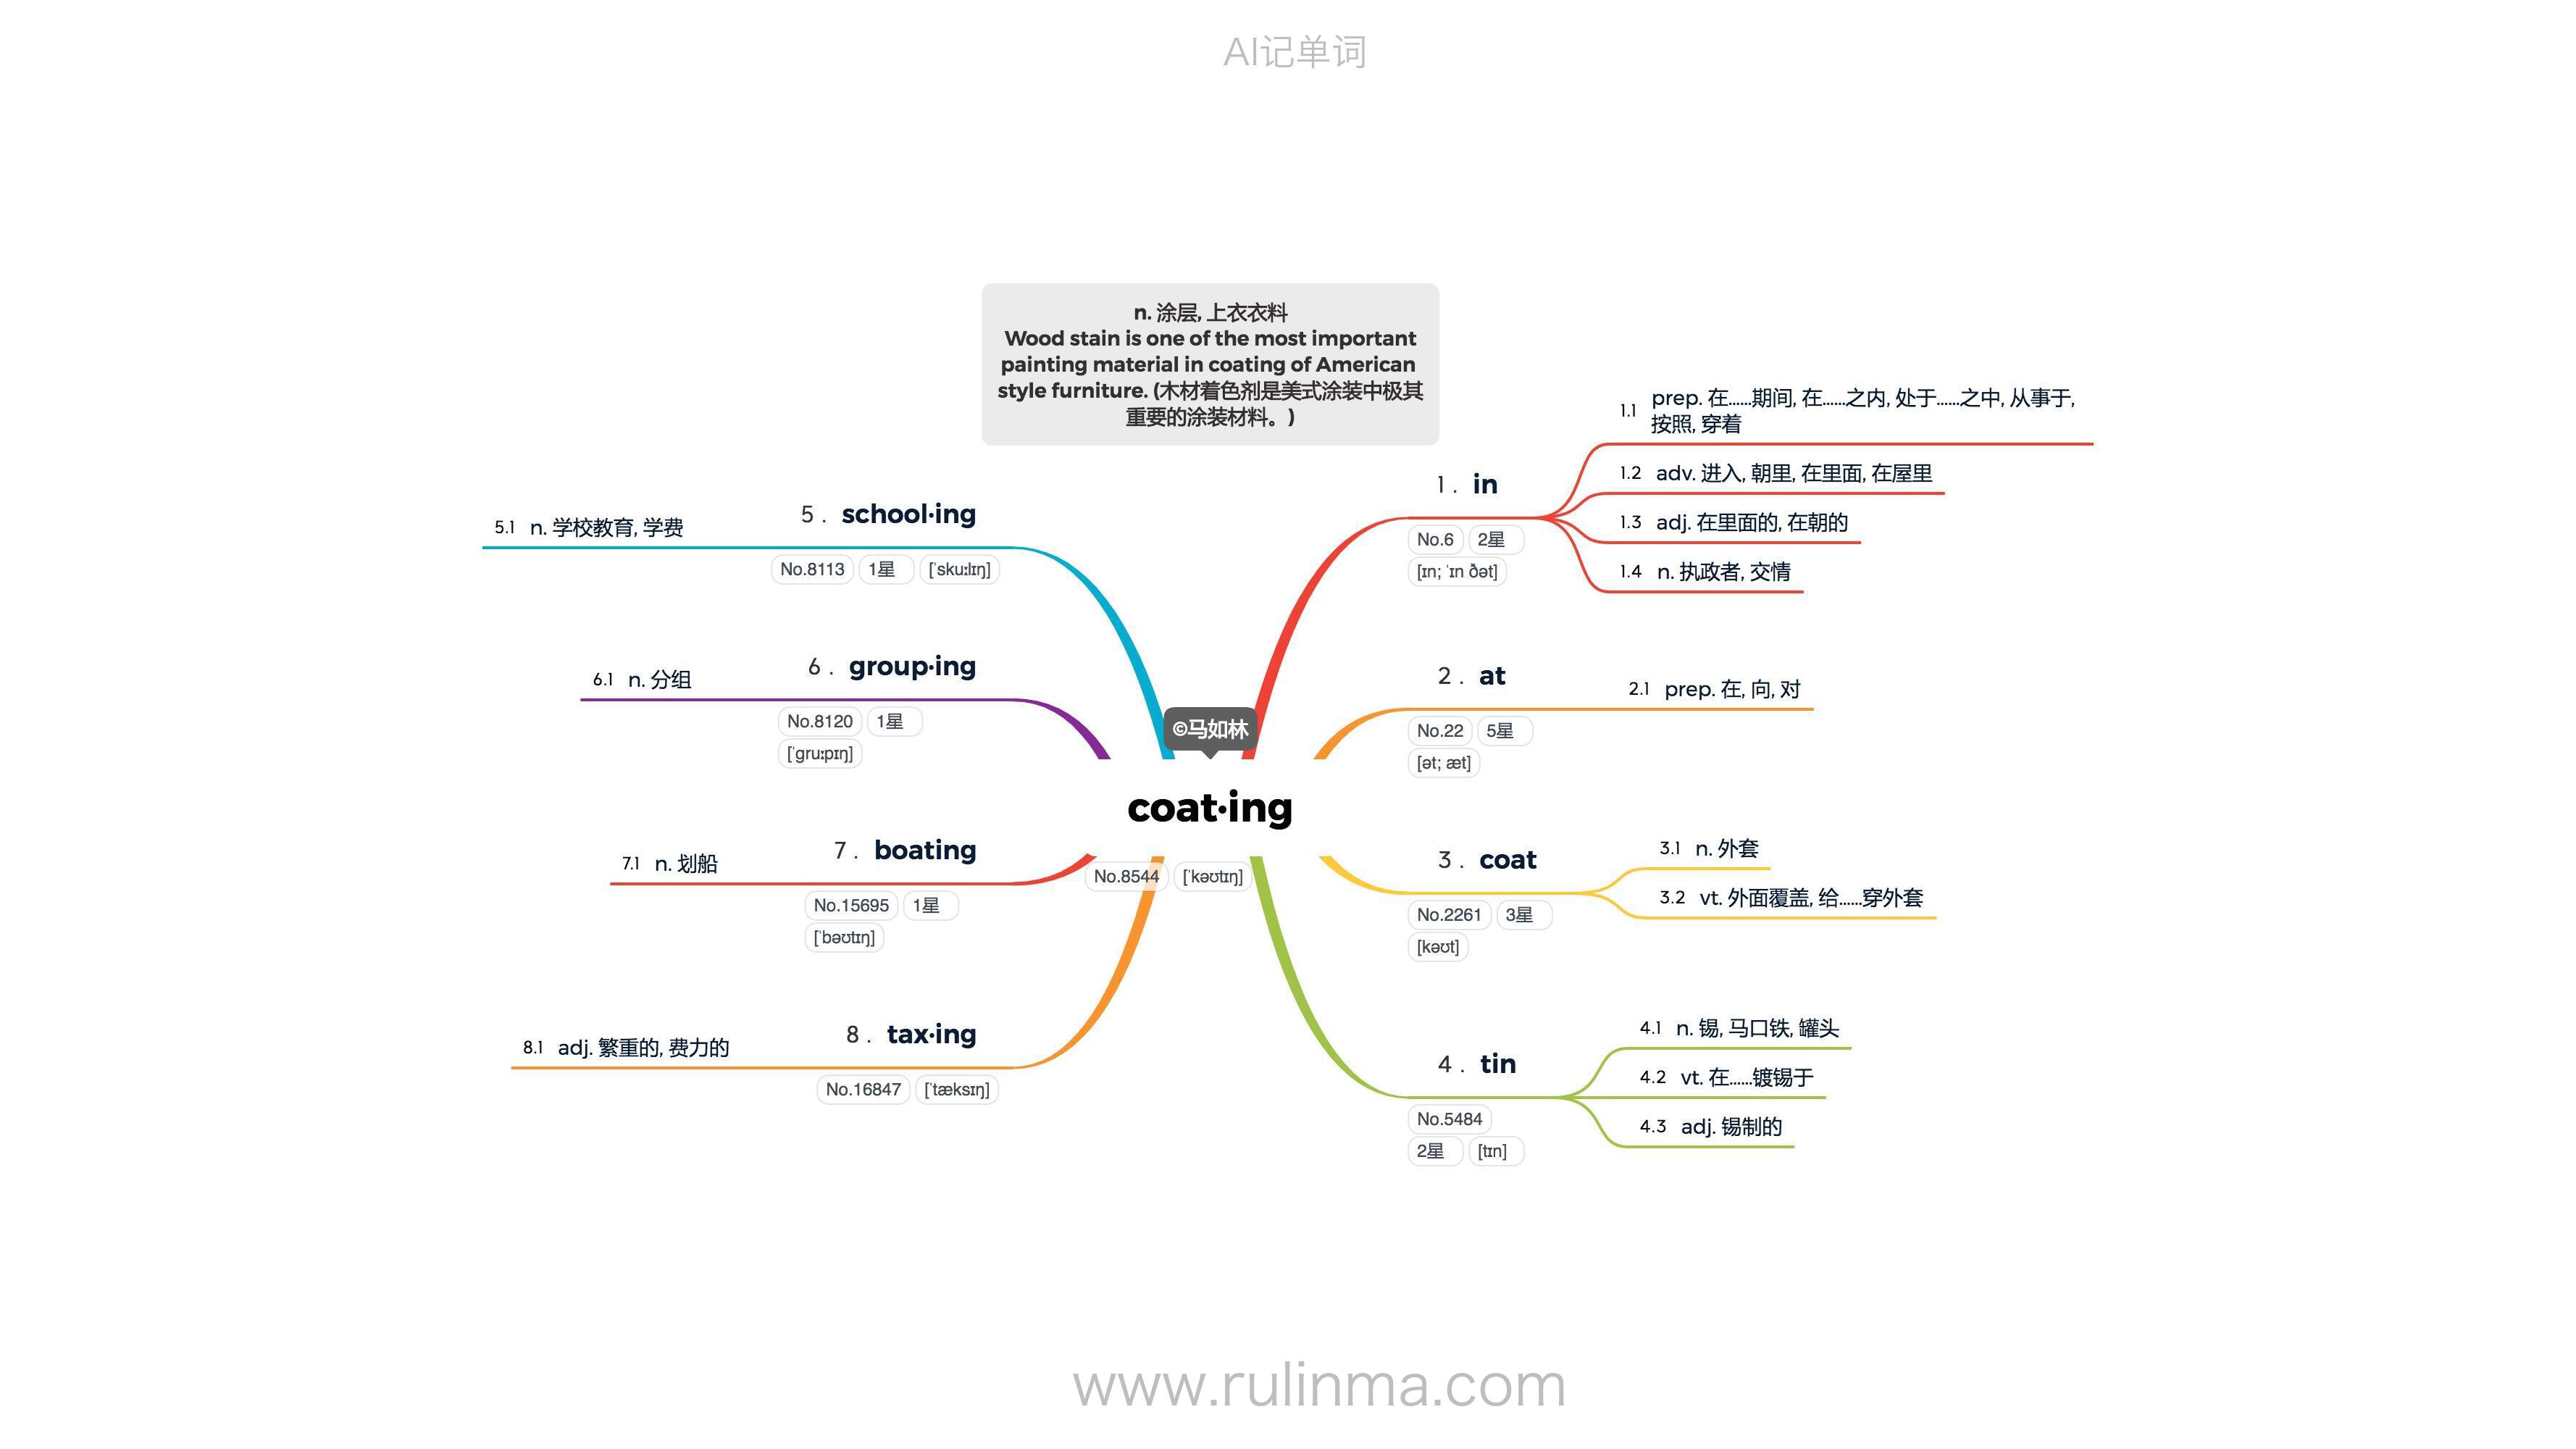 AI记单词
n. 涂层, 上衣衣料
Wood stain is one of the most important
painting material in coating of American
style furniture. (木材着色剂是美式涂装中极其
重要的涂装材料。)
©马如林
coat·ing
No.8544 [ˈkəʊtɪŋ]
1 . in
No.6 2星
[ɪn; ˈɪn ðət]
1.1 prep. 在……期间, 在……之内, 处于……之中, 从事于,
按照, 穿着
1.2 adv. 进入, 朝里, 在里面, 在屋里
1.3 adj. 在里面的, 在朝的
1.4 n. 执政者, 交情
2 . at
No.22 5星
[ət; æt]
2.1 prep. 在, 向, 对
3 . coat
No.2261 3星
[kəʊt]
3.1 n. 外套
3.2 vt. 外面覆盖, 给……穿外套
4 . tin
No.5484
2星 [tɪn]
4.1 n. 锡, 马口铁, 罐头
4.2 vt. 在……镀锡于
4.3 adj. 锡制的
5 . school·ing
No.8113 1星 [ˈskuːlɪŋ]
5.1 n. 学校教育, 学费
6 . group·ing
No.8120 1星
[ˈɡruːpɪŋ]
6.1 n. 分组
7 . boating
No.15695 1星
[ˈbəʊtɪŋ]
7.1 n. 划船
8 . tax·ing
No.16847 [ˈtæksɪŋ]
8.1 adj. 繁重的, 费力的
www.rulinma.com